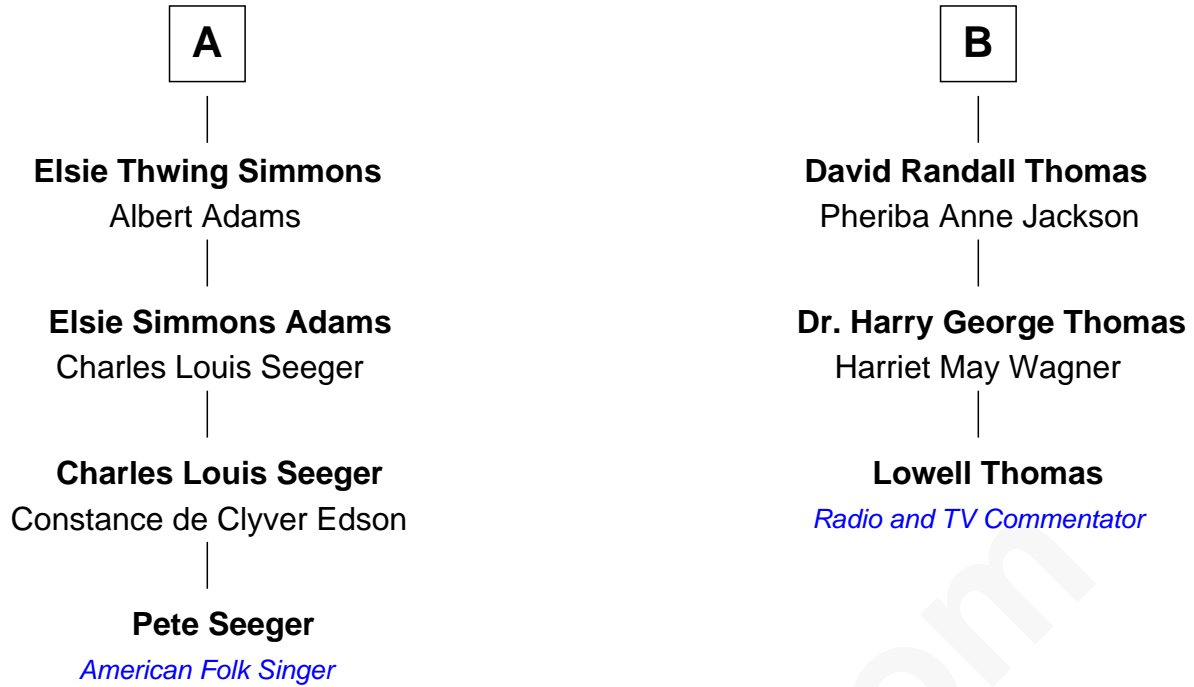 A
Elsie Thwing Simmons
Albert Adams
Elsie Simmons Adams
Charles Louis Seeger
Charles Louis Seeger
Constance de Clyver Edson
Pete Seeger
American Folk Singer
B
David Randall Thomas
Pheriba Anne Jackson
Dr. Harry George Thomas
Harriet May Wagner
Lowell Thomas
Radio and TV Commentator
om